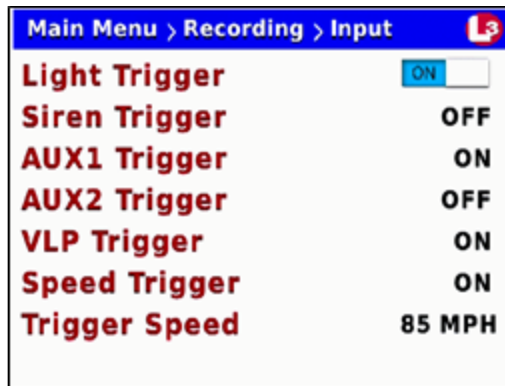 Main Menu > Recording > Input L3
Light Trigger ON
Siren Trigger OFF
AUX1 Trigger ON
AUX2 Trigger OFF
VLP Trigger ON
Speed Trigger ON
Trigger Speed 85 MPH